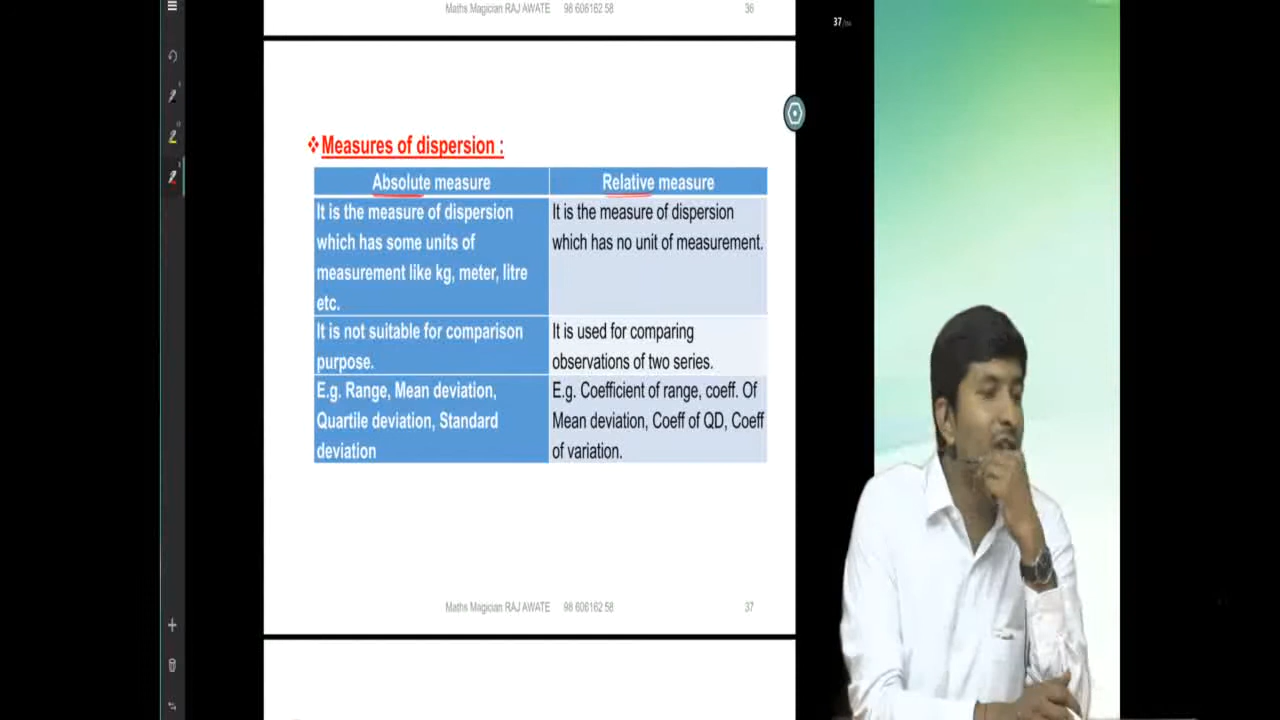 Maths Magician RAJ AWATE 98 606162 58 36
37
❖Measures of dispersion :
Absolute measure
Relative measure
It is the measure of dispersion
which has some units of
measurement like kg, meter, litre
etc.
It is the measure of dispersion
which has no unit of measurement.
It is not suitable for comparison
purpose.
It is used for comparing
observations of two series.
E.g. Range, Mean deviation,
Quartile deviation, Standard
deviation
E.g. Coefficient of range, coeff. Of
Mean deviation, Coeff of QD, Coeff
of variation.
Maths Magician RAJ AWATE 98 606162 58 37